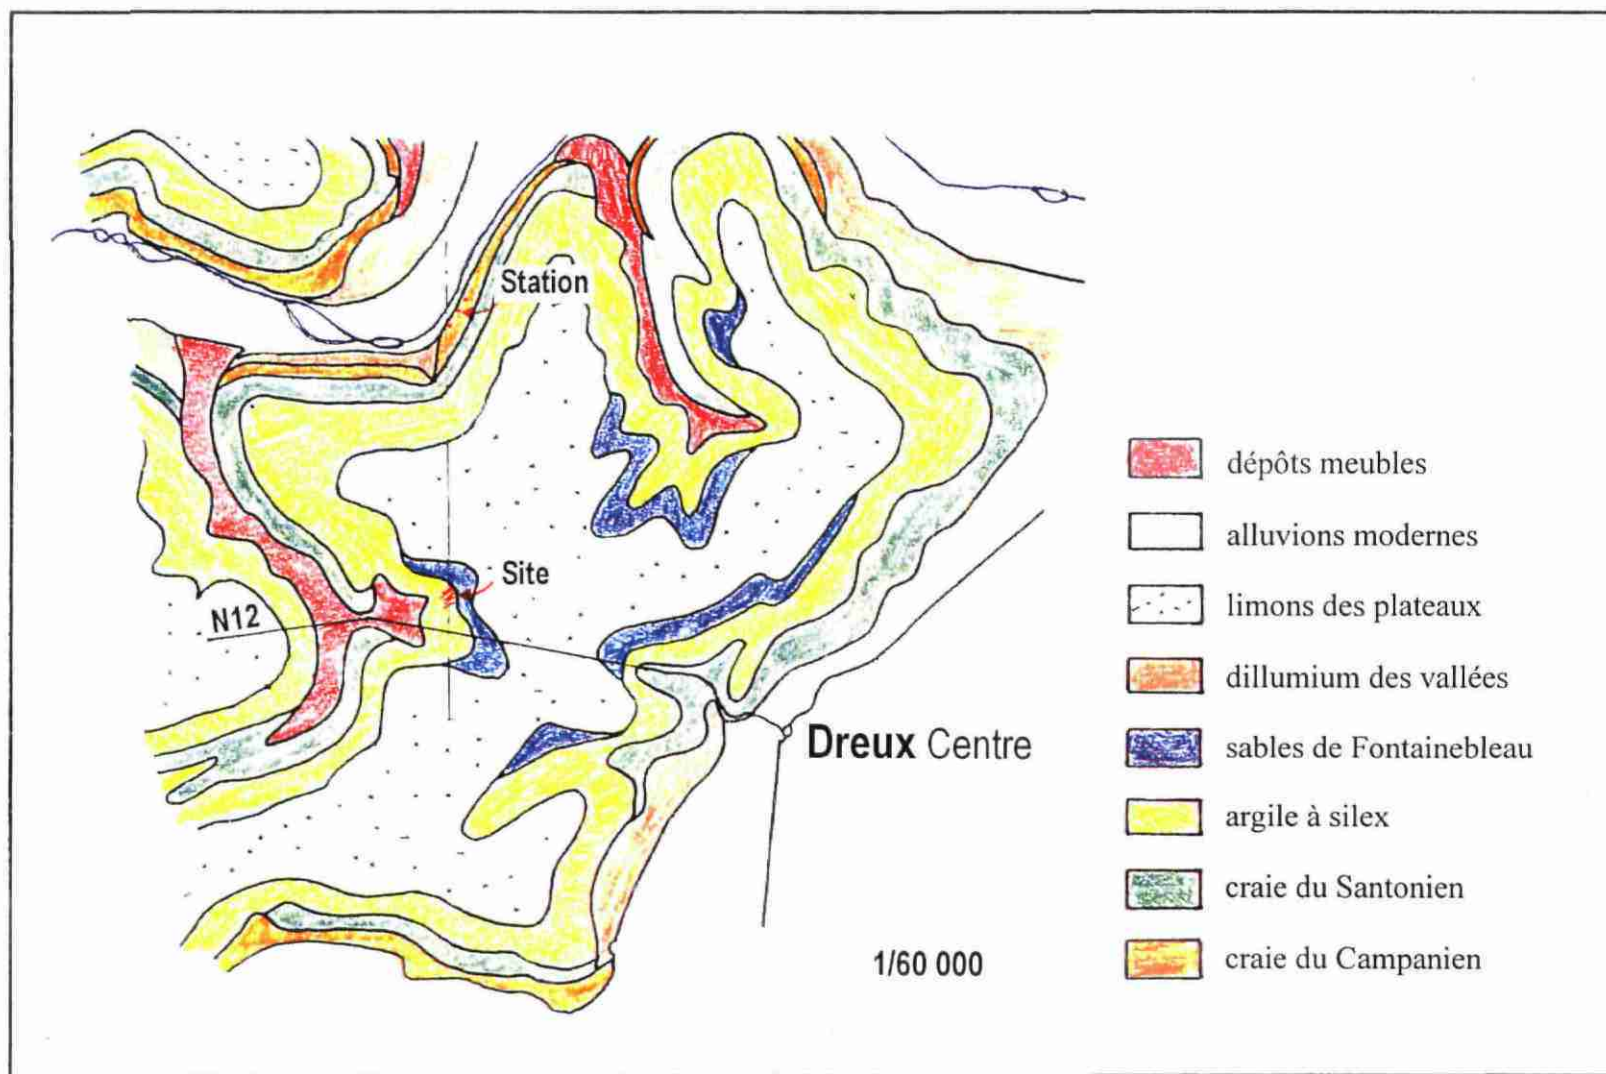 Station
Site
N12
Dreux Centre
1/60 000
dépôts meubles
alluvions modernes
limons des plateaux
dillumium des vallées
sables de Fontainebleau
argile à silex
craie du Santonien
craie du Campanien